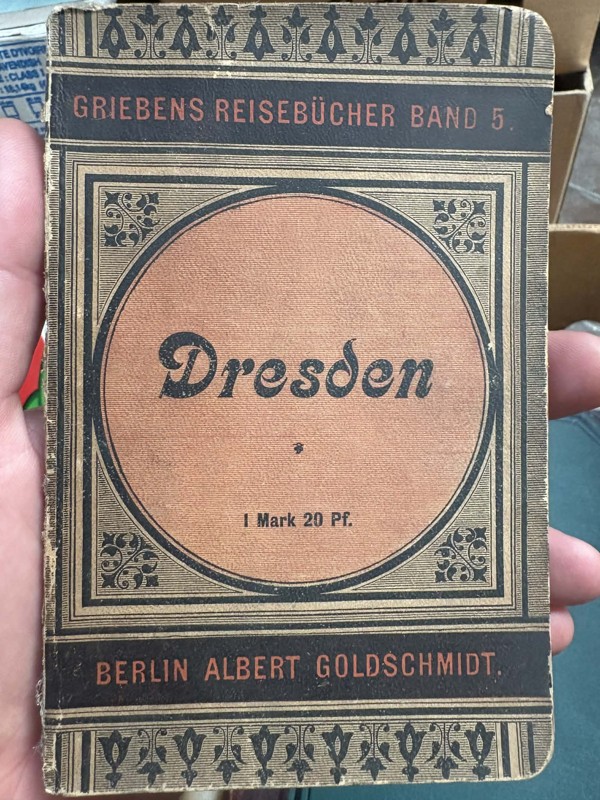 GRIEBENS REISEBÜCHER BAND 5.
Dresden
1 Mark 20 Pf.
BERLIN ALBERT GOLDSCHMIDT.